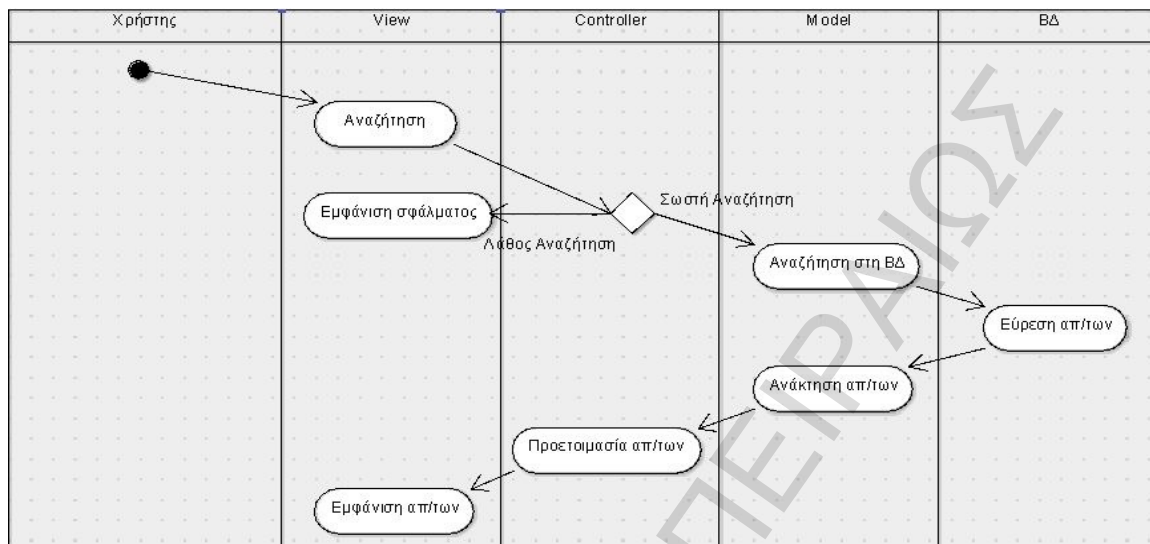 Χρήστης
View
Controller
Model
ΒΔ
Αναζήτηση
Εμφάνιση σφάλματος
Σωστή Αναζήτηση
Λάθος Αναζήτηση
Αναζήτηση στη ΒΔ
Εύρεση απ/των
Ανάκτηση απ/των
Προετοιμασία απ/των
Εμφάνιση απ/των
ΠΕΙΡΑΙΩΣ